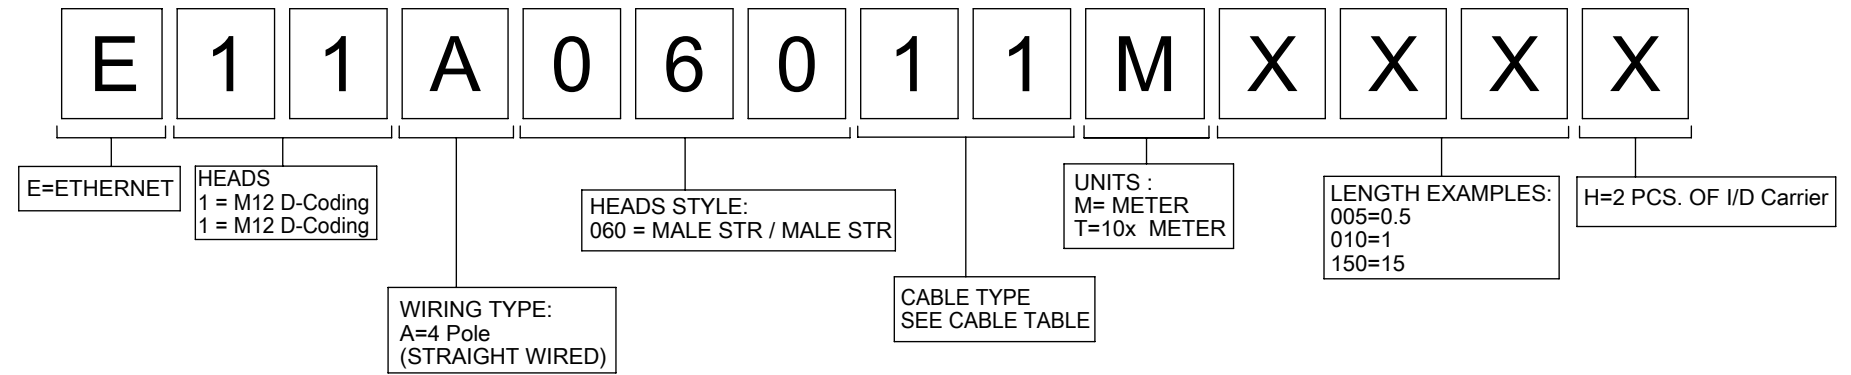 E 1 1 A 0 6 0 1 1 M X X X X
E=ETHERNET
HEADS
1 = M12 D-Coding
1 = M12 D-Coding
WIRING TYPE:
A=4 Pole
(STRAIGHT WIRED)
HEADS STYLE:
060 = MALE STR / MALE STR
CABLE TYPE
SEE CABLE TABLE
UNITS :
M= METER
T=10x METER
LENGTH EXAMPLES:
005=0.5
010=1
150=15
H=2 PCS. OF I/D Carrier